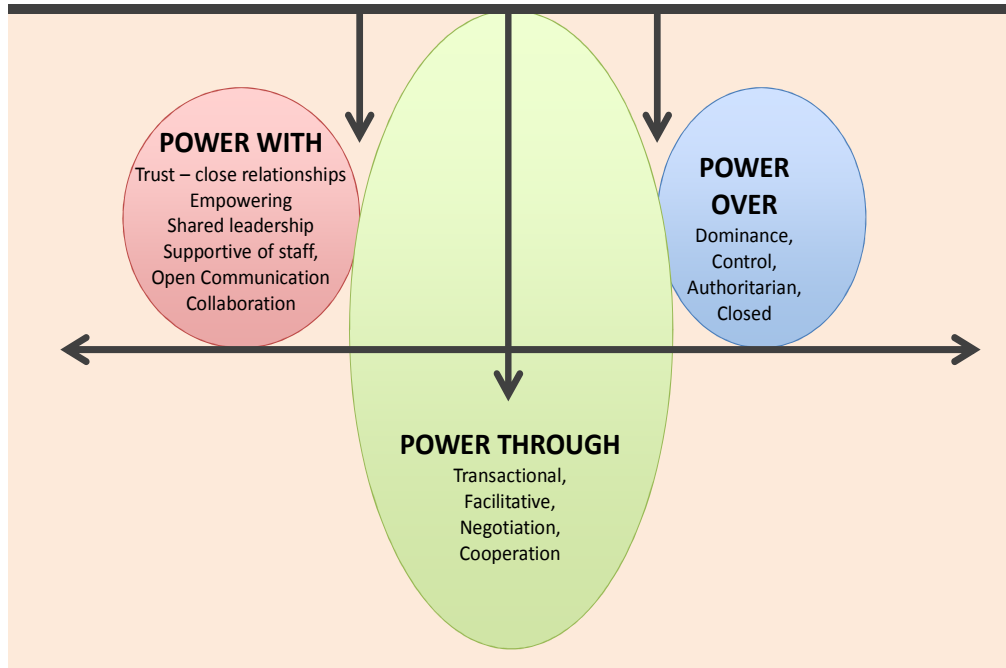 POWER WITH
Trust – close relationships
Empowering
Shared leadership
Supportive of staff,
Open Communication
Collaboration
POWER
OVER
Dominance,
Control,
Authoritarian,
Closed
POWER THROUGH
Transactional,
Facilitative,
Negotiation,
Cooperation